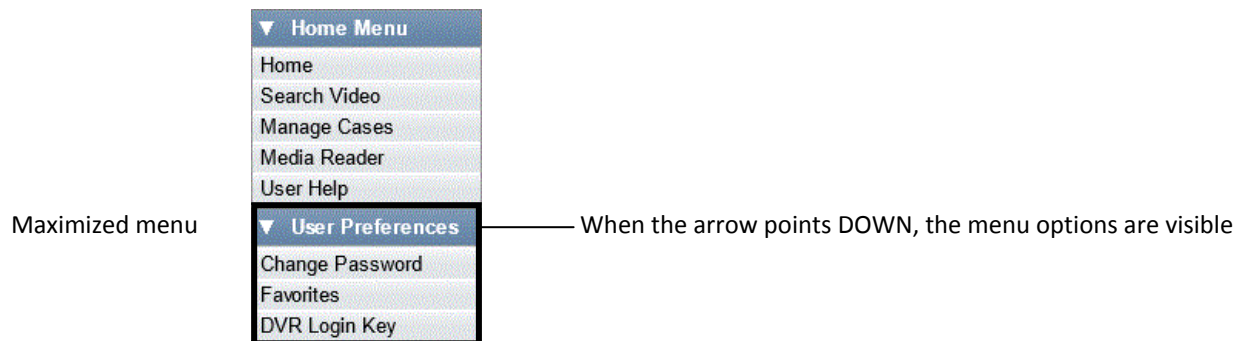 ▼ Home Menu
Home
Search Video
Manage Cases
Media Reader
User Help
Maximized menu
▼ User Preferences
When the arrow points DOWN, the menu options are visible
Change Password
Favorites
DVR Login Key